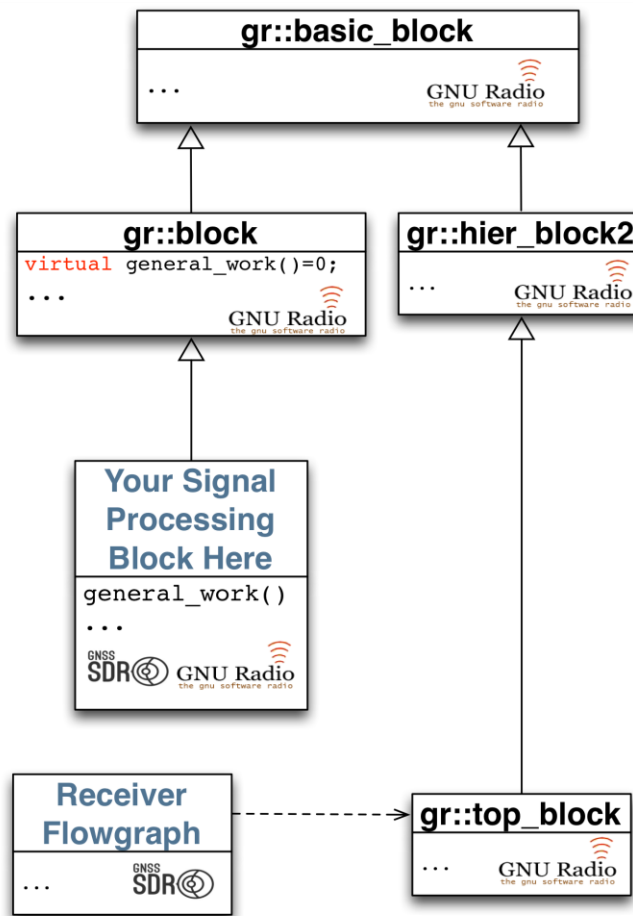 gr::basic_block
...
GNU Radio
the gnu software radio
gr::block
virtual general_work()=0;
...
GNU Radio
the gnu software radio
gr::hier_block2
...
GNU Radio
the gnu software radio
Your Signal
Processing
Block Here
general_work()
...
GNSS
SDR
GNU Radio
the gnu software radio
Receiver
Flowgraph
...
GNSS
SDR
gr::top_block
...
GNU Radio
the gnu software radio